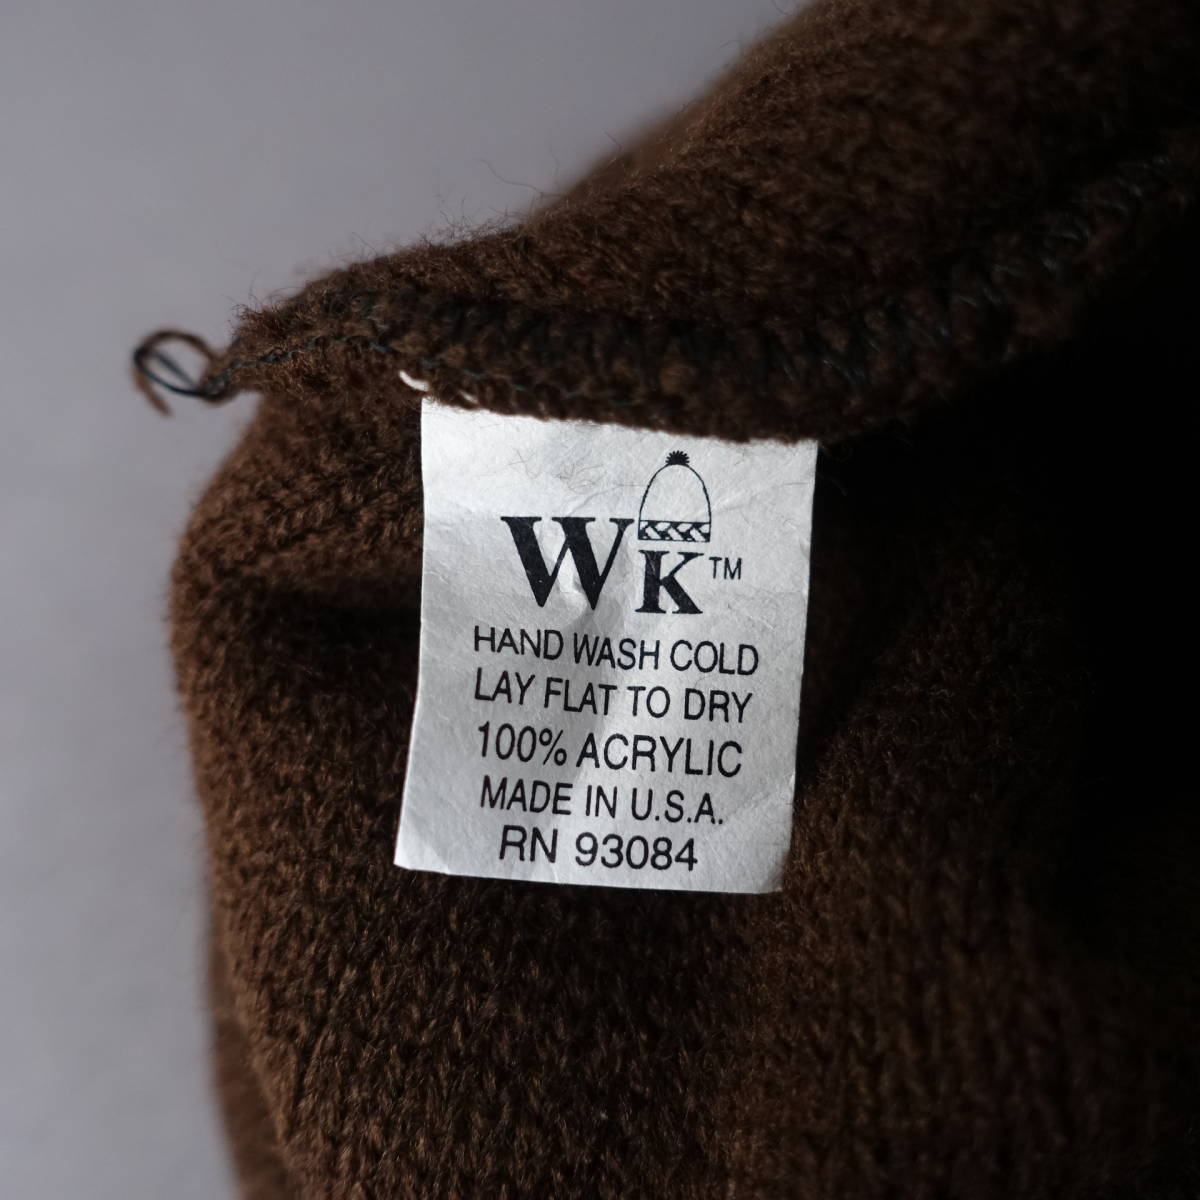 WK™
HAND WASH COLD
LAY FLAT TO DRY
100% ACRYLIC
MADE IN U.S.A.
RN 93084